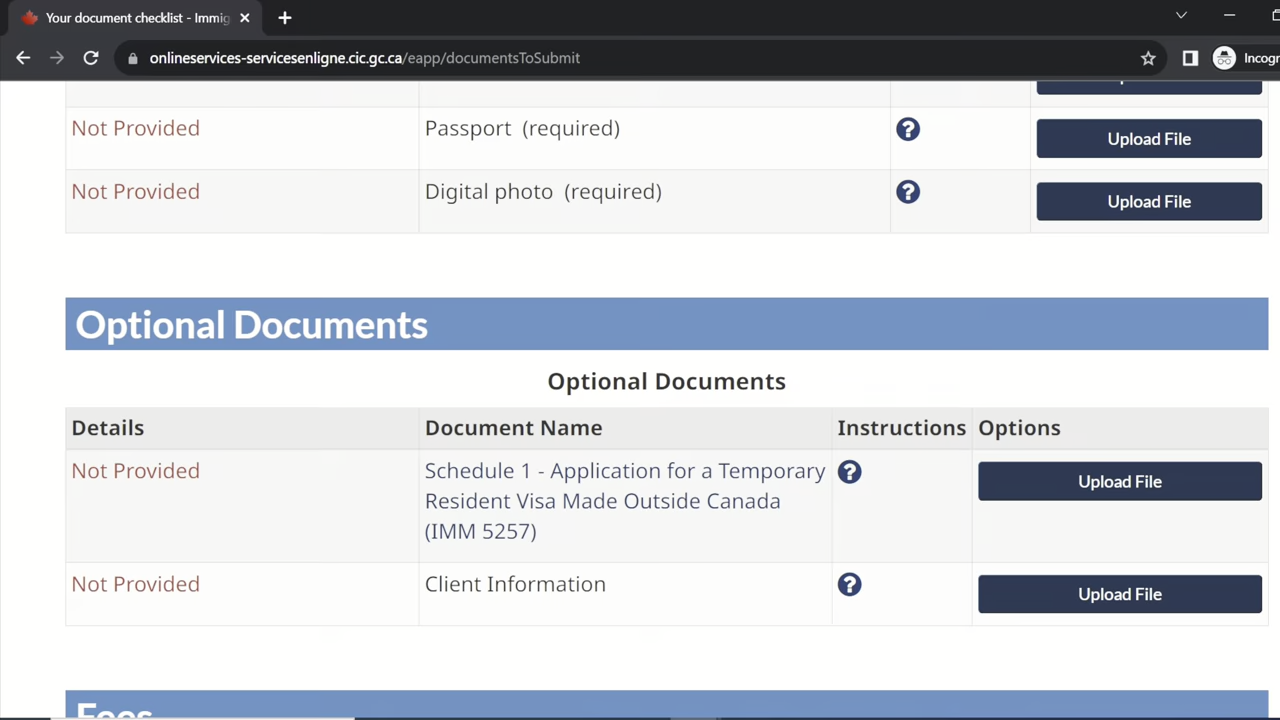 Your document checklist - Immig
onlineservices-servicesenligne.cic.gc.ca/eapp/documentsToSubmit
Incogn
Not Provided
Passport (required)
?
Upload File
Not Provided
Digital photo (required)
?
Upload File
Optional Documents
Optional Documents
Details
Document Name
Instructions
Options
Not Provided
Schedule 1 - Application for a Temporary
Resident Visa Made Outside Canada
(IMM 5257)
?
Upload File
Not Provided
Client Information
?
Upload File
Fees